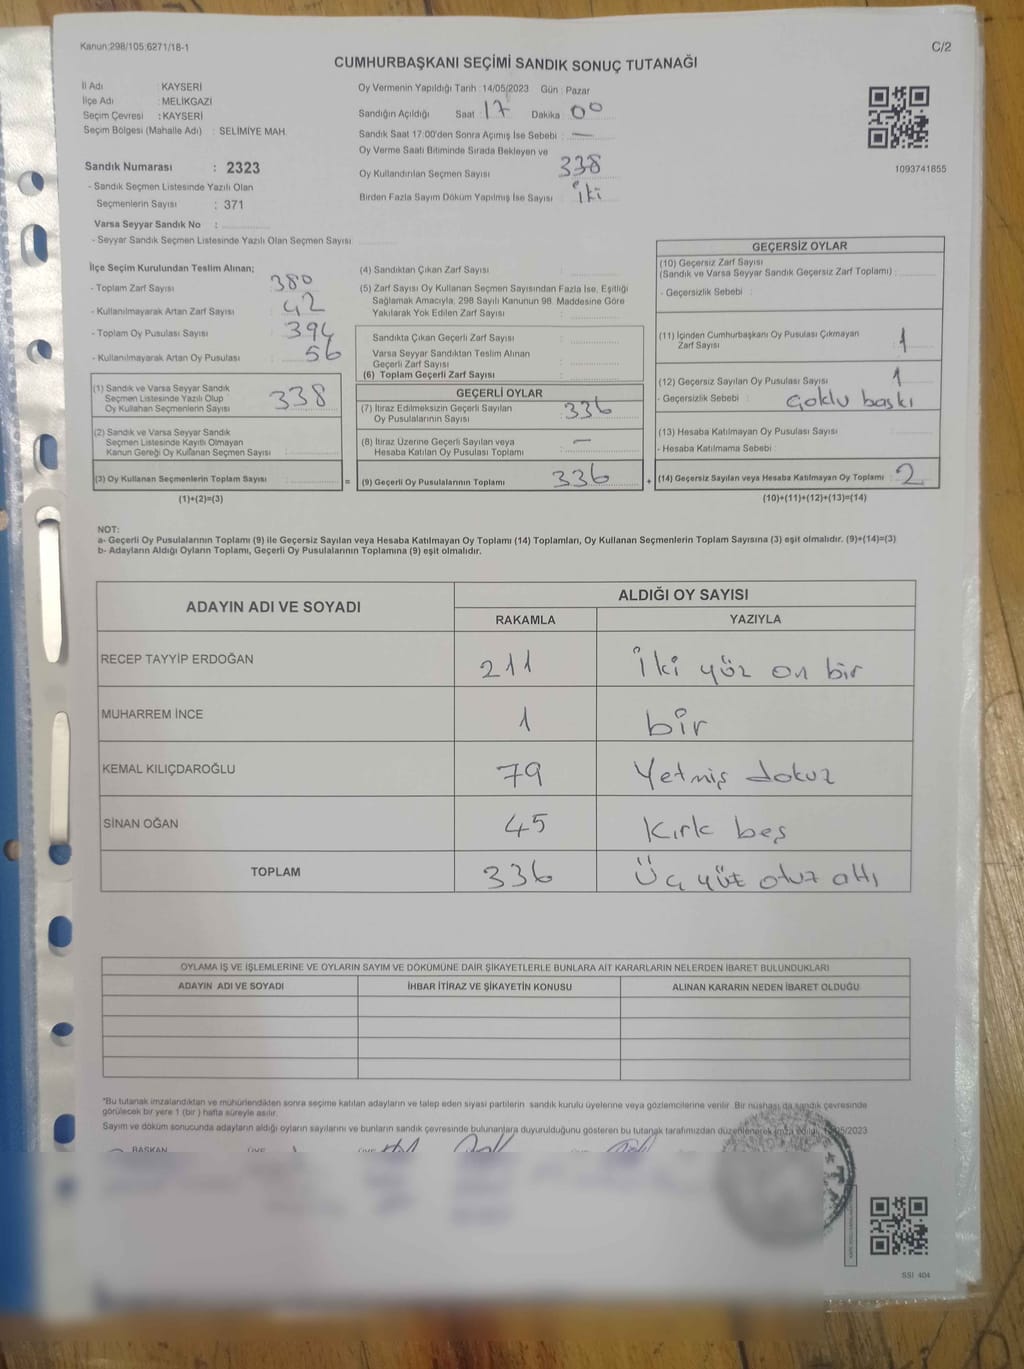 Kanun:298/105,6271/18-1
C/2
CUMHURBAŞKANI SEÇİMİ SANDIK SONUÇ TUTANAĞI
İl Adı : KAYSERİ
İlçe Adı : MELİKGAZİ
Seçim Çevresi : KAYSERİ
Seçim Bölgesi (Mahalle Adı) : SELİMİYE MAH.
Sandık Numarası : 2323
- Sandık Seçmen Listesinde Yazılı Olan
Seçmenlerin Sayısı : 371
Varsa Seyyar Sandık No :
- Seyyar Sandık Seçmen Listesinde Yazılı Olan Seçmen Sayısı:
Oy Vermenin Yapıldığı Tarih : 14/05/2023 Gün : Pazar
Sandığın Açıldığı Saat : 17 Dakika : 00
Sandık Saat 17:00'den Sonra Açımış İse Sebebi : —
Oy Verme Saati Bitiminde Sırada Bekleyen ve
Oy Kullandırılan Seçmen Sayısı : 338
Birden Fazla Sayım Döküm Yapılmış İse Sayısı : iki
1093741855
İlçe Seçim Kurulundan Teslim Alınan;
- Toplam Zarf Sayısı : 380
- Kullanılmayarak Artan Zarf Sayısı : 42
- Toplam Oy Pusulası Sayısı : 394
- Kullanılmayarak Artan Oy Pusulası : 56
(1) Sandık ve Varsa Seyyar Sandık
Seçmen Listesinde Yazılı Olup
Oy Kullanan Seçmenlerin Sayısı : 338
(2) Sandık ve Varsa Seyyar Sandık
Seçmen Listesinde Kayıtlı Olmayan
Kanun Gereği Oy Kullanan Seçmen Sayısı :
(3) Oy Kullanan Seçmenlerin Toplam Sayısı :
=
(1)+(2)=(3)
(4) Sandıktan Çıkan Zarf Sayısı :
(5) Zarf Sayısı Oy Kullanan Seçmen Sayısından Fazla İse, Eşitliği
Sağlamak Amacıyla, 298 Sayılı Kanunun 98. Maddesine Göre
Yakılarak Yok Edilen Zarf Sayısı :
Sandıkta Çıkan Geçerli Zarf Sayısı :
Varsa Seyyar Sandıktan Teslim Alınan
Geçerli Zarf Sayısı :
(6) Toplam Geçerli Zarf Sayısı :
GEÇERLİ OYLAR
(7) İtiraz Edilmeksizin Geçerli Sayılan
Oy Pusulalarının Sayısı : 336
(8) İtiraz Üzerine Geçerli Sayılan veya
Hesaba Katılan Oy Pusulası Toplamı : —
(9) Geçerli Oy Pusulalarının Toplamı : 336
+
GEÇERSİZ OYLAR
(10) Geçersiz Zarf Sayısı
(Sandık ve Varsa Seyyar Sandık Geçersiz Zarf Toplamı) :
- Geçersizlik Sebebi :
(11) İçinden Cumhurbaşkanı Oy Pusulası Çıkmayan
Zarf Sayısı : 1
(12) Geçersiz Sayılan Oy Pusulası Sayısı : 1
- Geçersizlik Sebebi : Çoklu baskı
(13) Hesaba Katılmayan Oy Pusulası Sayısı :
- Hesaba Katılmama Sebebi :
(14) Geçersiz Sayılan veya Hesaba Katılmayan Oy Toplamı : 2
(10)+(11)+(12)+(13)=(14)
NOT:
a- Geçerli Oy Pusulalarının Toplamı (9) ile Geçersiz Sayılan veya Hesaba Katılmayan Oy Toplamı (14) Toplamları, Oy Kullanan Seçmenlerin Toplam Sayısına (3) eşit olmalıdır. (9)+(14)=(3)
b- Adayların Aldığı Oyların Toplamı, Geçerli Oy Pusulalarının Toplamına (9) eşit olmalıdır.
ADAYIN ADI VE SOYADI
ALDIĞI OY SAYISI
RAKAMLA YAZIYLA
RECEP TAYYİP ERDOĞAN 211 İki yüz on bir
MUHARREM İNCE 1 bir
KEMAL KILIÇDAROĞLU 79 Yetmiş dokuz
SİNAN OĞAN 45 Kırk beş
TOPLAM 336 Üç yüz otuz altı
OYLAMA İŞ VE İŞLEMLERİNE VE OYLARIN SAYIM VE DÖKÜMÜNE DAİR ŞİKAYETLERLE BUNLARA AİT KARARLARIN NELERDEN İBARET BULUNDUKLARI
ADAYIN ADI VE SOYADI İHBAR İTİRAZ VE ŞİKAYETİN KONUSU ALINAN KARARIN NEDEN İBARET OLDUĞU
*Bu tutanak imzalandıktan ve mühürlendikten sonra seçime katılan adayların ve talep eden siyasi partilerin sandık kurulu üyelerine veya gözlemcilerine verilir. Bir nüshası da sandık çevresinde
görülecek bir yere 1 (bir) hafta süreyle asılır.
Sayım ve döküm sonucunda adayların aldığı oyların sayılarını ve bunların sandık çevresinde bulunanlara duyurulduğunu gösteren bu tutanak tarafımızdan düzenlenerek imza edildi.
BAŞKAN
SSI 404